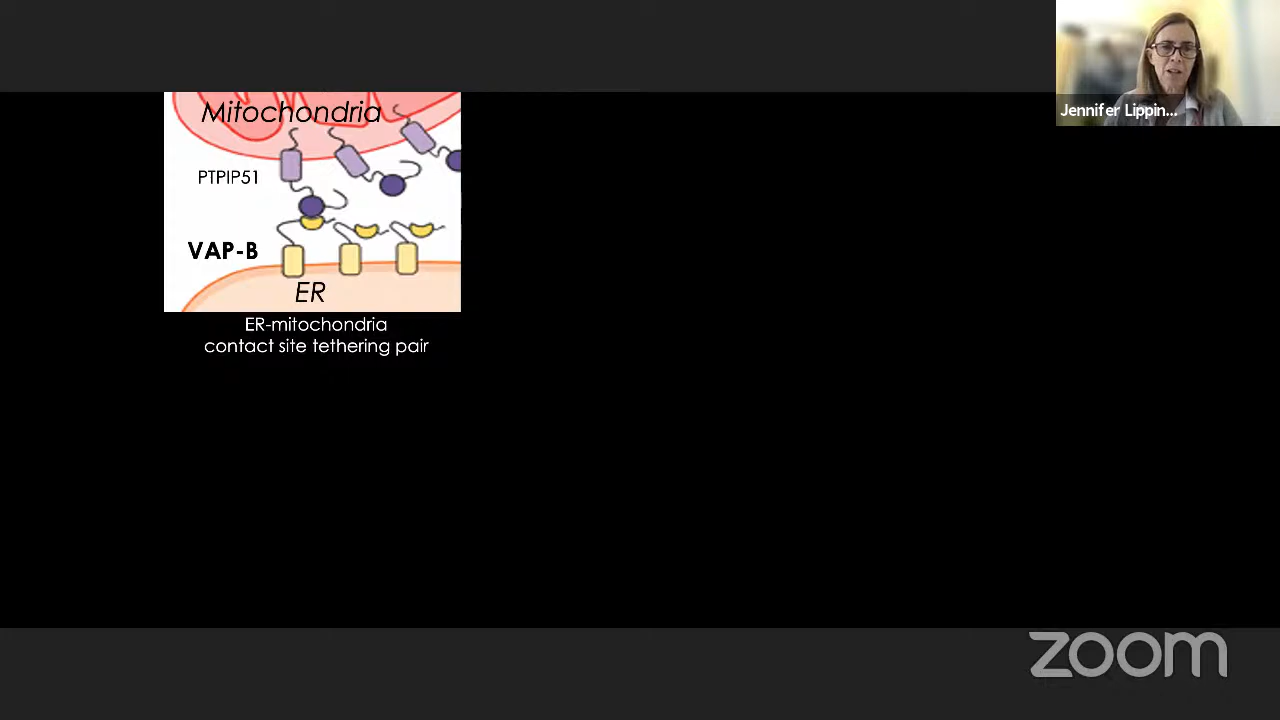 Jennifer Lippin...
Mitochondria
PTPIP51
VAP-B
ER
ER-mitochondria
contact site tethering pair
zoom